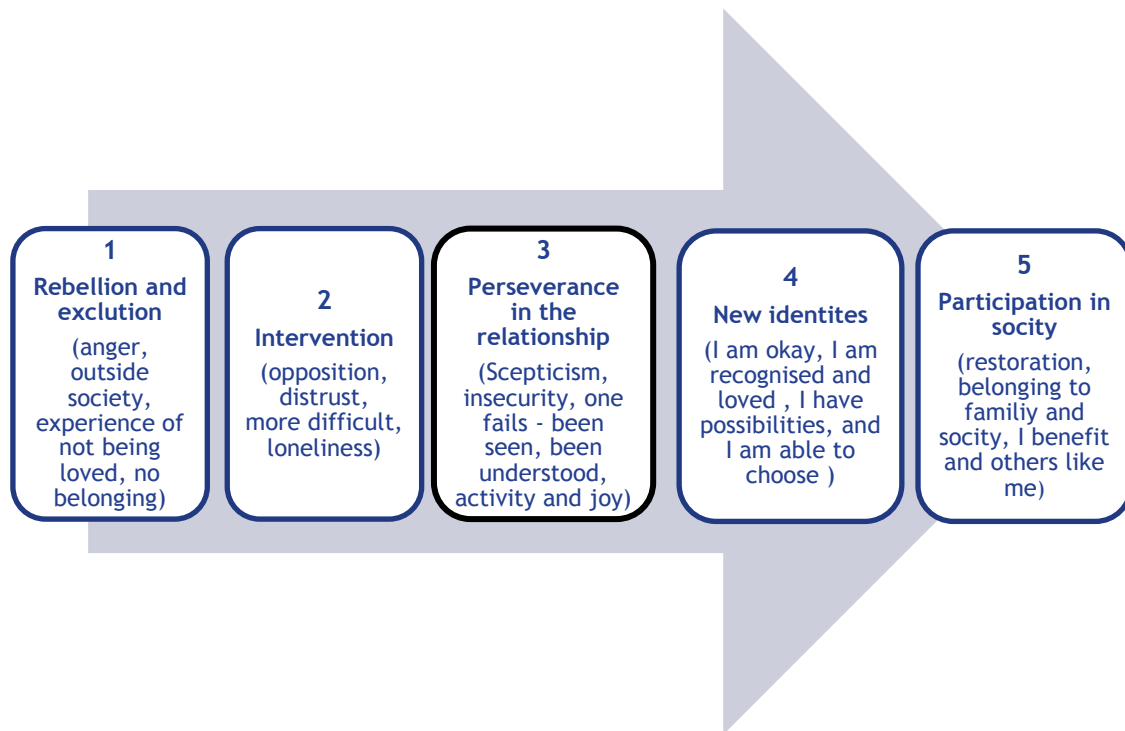 1
Rebellion and
exclution
(anger,
outside
society,
experience of
not being
loved, no
belonging)
2
Intervention
(opposition,
distrust,
more difficult,
loneliness)
3
Perseverance
in the
relationship
(Scepticism,
insecurity, one
fails - been
seen, been
understood,
activity and joy)
4
New identites
(I am okay, I am
recognised and
loved , I have
possibilities, and
I am able to
choose )
5
Participation in
socity
(restoration,
belonging to
familiy and
socity, I benefit
and others like
me)